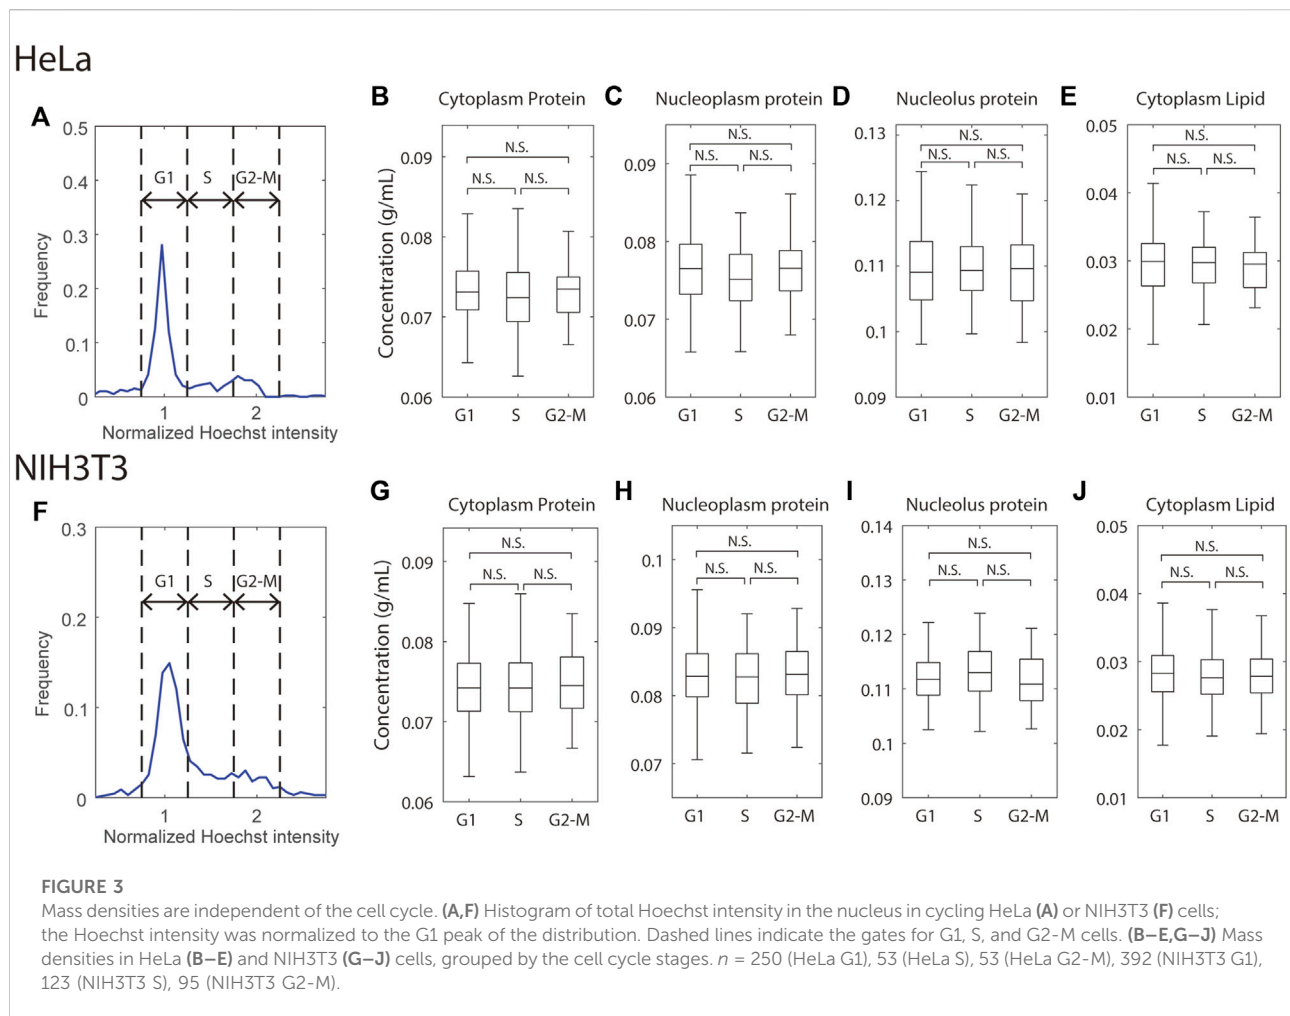 HeLa
A
0.5
0.4
0.3
0.2
0.1
0
Frequency
G1 S G2-M
1 2
Normalized Hoechst intensity
B
Cytoplasm Protein
Concentration (g/mL)
0.09
0.08
0.07
0.06
N.S.
N.S. N.S.
G1 S G2-M
C
Nucleoplasm protein
0.09
0.08
0.07
0.06
N.S.
N.S. N.S.
G1 S G2-M
D
Nucleolus protein
0.13
0.12
0.11
0.1
0.09
N.S.
N.S. N.S.
G1 S G2-M
E
Cytoplasm Lipid
0.05
0.04
0.03
0.02
0.01
N.S.
N.S. N.S.
G1 S G2-M
NIH3T3
F
0.3
0.2
0.1
0
Frequency
G1 S G2-M
1 2
Normalized Hoechst intensity
G
Cytoplasm Protein
Concentration (g/mL)
0.09
0.08
0.07
0.06
N.S.
N.S. N.S.
G1 S G2-M
H
Nucleoplasm protein
0.1
0.09
0.08
0.07
N.S.
N.S. N.S.
G1 S G2-M
I
Nucleolus protein
0.14
0.13
0.12
0.11
0.1
0.09
N.S.
N.S. N.S.
G1 S G2-M
J
Cytoplasm Lipid
0.05
0.04
0.03
0.02
0.01
N.S.
N.S. N.S.
G1 S G2-M
FIGURE 3
Mass densities are independent of the cell cycle. (A,F) Histogram of total Hoechst intensity in the nucleus in cycling HeLa (A) or NIH3T3 (F) cells;
the Hoechst intensity was normalized to the G1 peak of the distribution. Dashed lines indicate the gates for G1, S, and G2-M cells. (B–E,G–J) Mass
densities in HeLa (B–E) and NIH3T3 (G–J) cells, grouped by the cell cycle stages. n = 250 (HeLa G1), 53 (HeLa S), 53 (HeLa G2-M), 392 (NIH3T3 G1),
123 (NIH3T3 S), 95 (NIH3T3 G2-M).